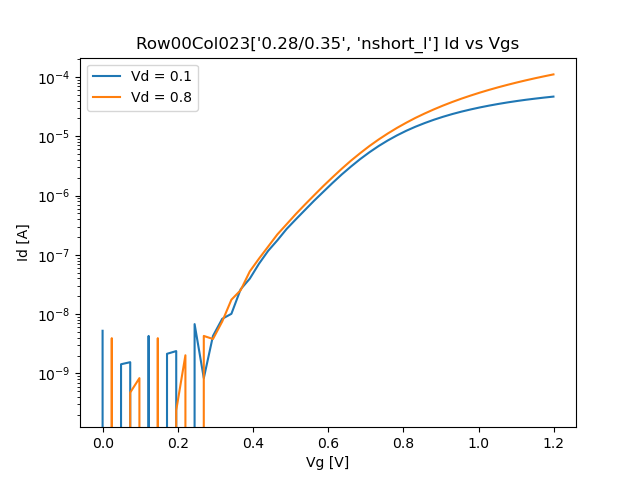 Row00Col023['0.28/0.35', 'nshort_l'] Id vs Vgs
Vd = 0.1
Vd = 0.8
Id [A]
10⁻⁴
10⁻⁵
10⁻⁶
10⁻⁷
10⁻⁸
10⁻⁹
0.0 0.2 0.4 0.6 0.8 1.0 1.2
Vg [V]